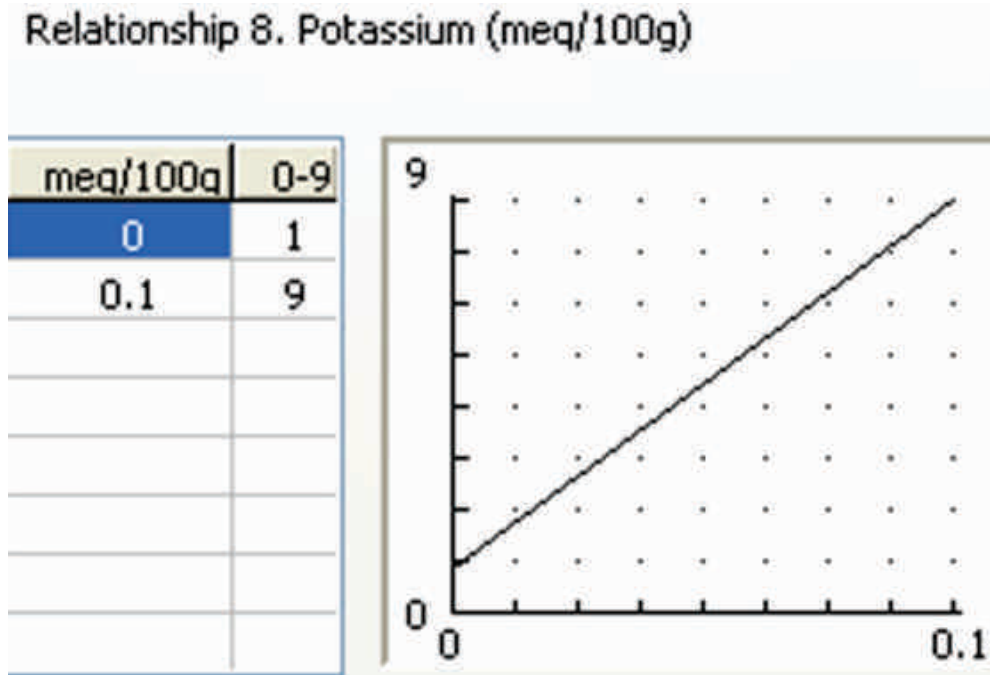 Relationship 8. Potassium (meq/100g)
meq/100g 0-9
0 1
0.1 9
9
0
0 0.1